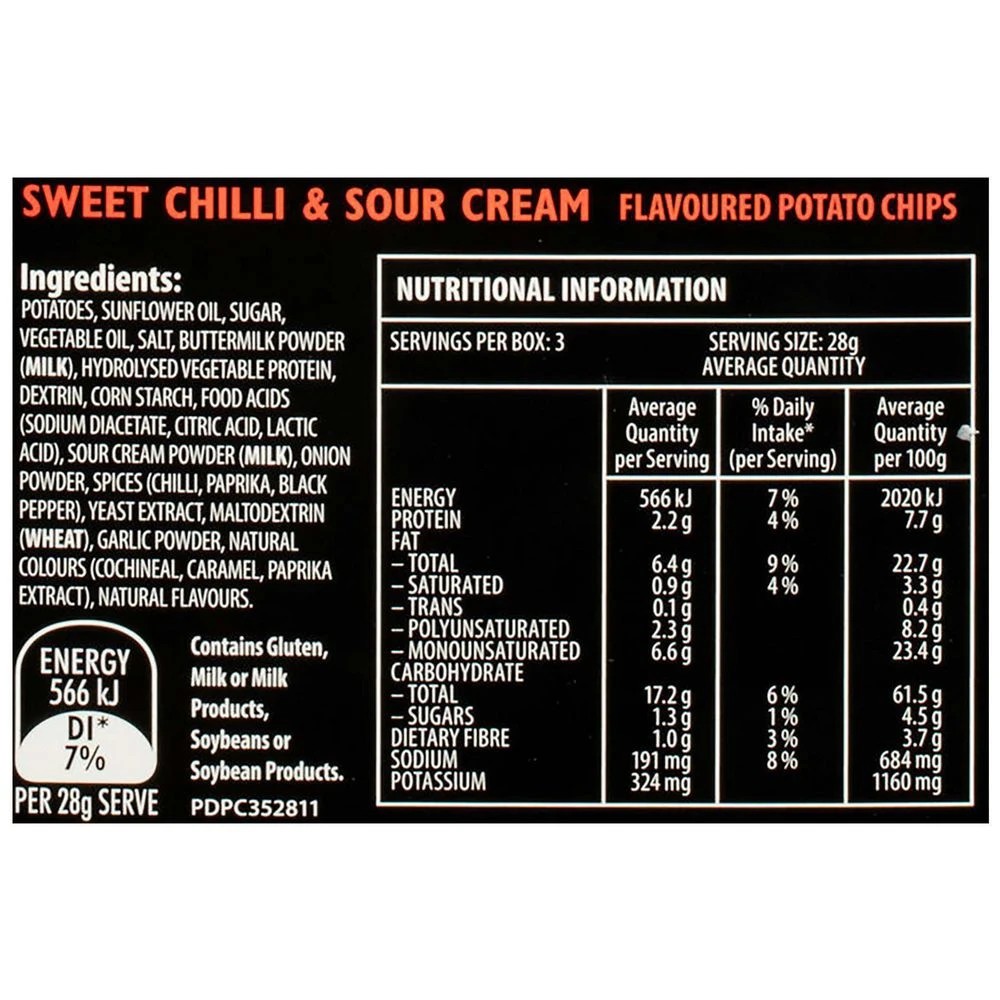 SWEET CHILLI & SOUR CREAM FLAVOURED POTATO CHIPS
Ingredients:
POTATOES, SUNFLOWER OIL, SUGAR,
VEGETABLE OIL, SALT, BUTTERMILK POWDER
(MILK), HYDROLYSED VEGETABLE PROTEIN,
DEXTRIN, CORN STARCH, FOOD ACIDS
(SODIUM DIACETATE, CITRIC ACID, LACTIC
ACID), SOUR CREAM POWDER (MILK), ONION
POWDER, SPICES (CHILLI, PAPRIKA, BLACK
PEPPER), YEAST EXTRACT, MALTODEXTRIN
(WHEAT), GARLIC POWDER, NATURAL
COLOURS (COCHINEAL, CARAMEL, PAPRIKA
EXTRACT), NATURAL FLAVOURS.
ENERGY
566 kJ
DI*
7%
PER 28g SERVE
Contains Gluten,
Milk or Milk
Products,
Soybeans or
Soybean Products.
PDPC352811
NUTRITIONAL INFORMATION
SERVINGS PER BOX: 3 SERVING SIZE: 28g
AVERAGE QUANTITY
Average % Daily Average
Quantity Intake* Quantity
per Serving (per Serving) per 100g
ENERGY 566 kJ 7% 2020 kJ
PROTEIN 2.2 g 4% 7.7 g
FAT
– TOTAL 6.4 g 9% 22.7 g
– SATURATED 0.9 g 4% 3.3 g
– TRANS 0.1 g 0.4 g
– POLYUNSATURATED 2.3 g 8.2 g
– MONOUNSATURATED 6.6 g 23.4 g
CARBOHYDRATE
– TOTAL 17.2 g 6% 61.5 g
– SUGARS 1.3 g 1% 4.5 g
DIETARY FIBRE 1.0 g 3% 3.7 g
SODIUM 191 mg 8% 684 mg
POTASSIUM 324 mg 1160 mg